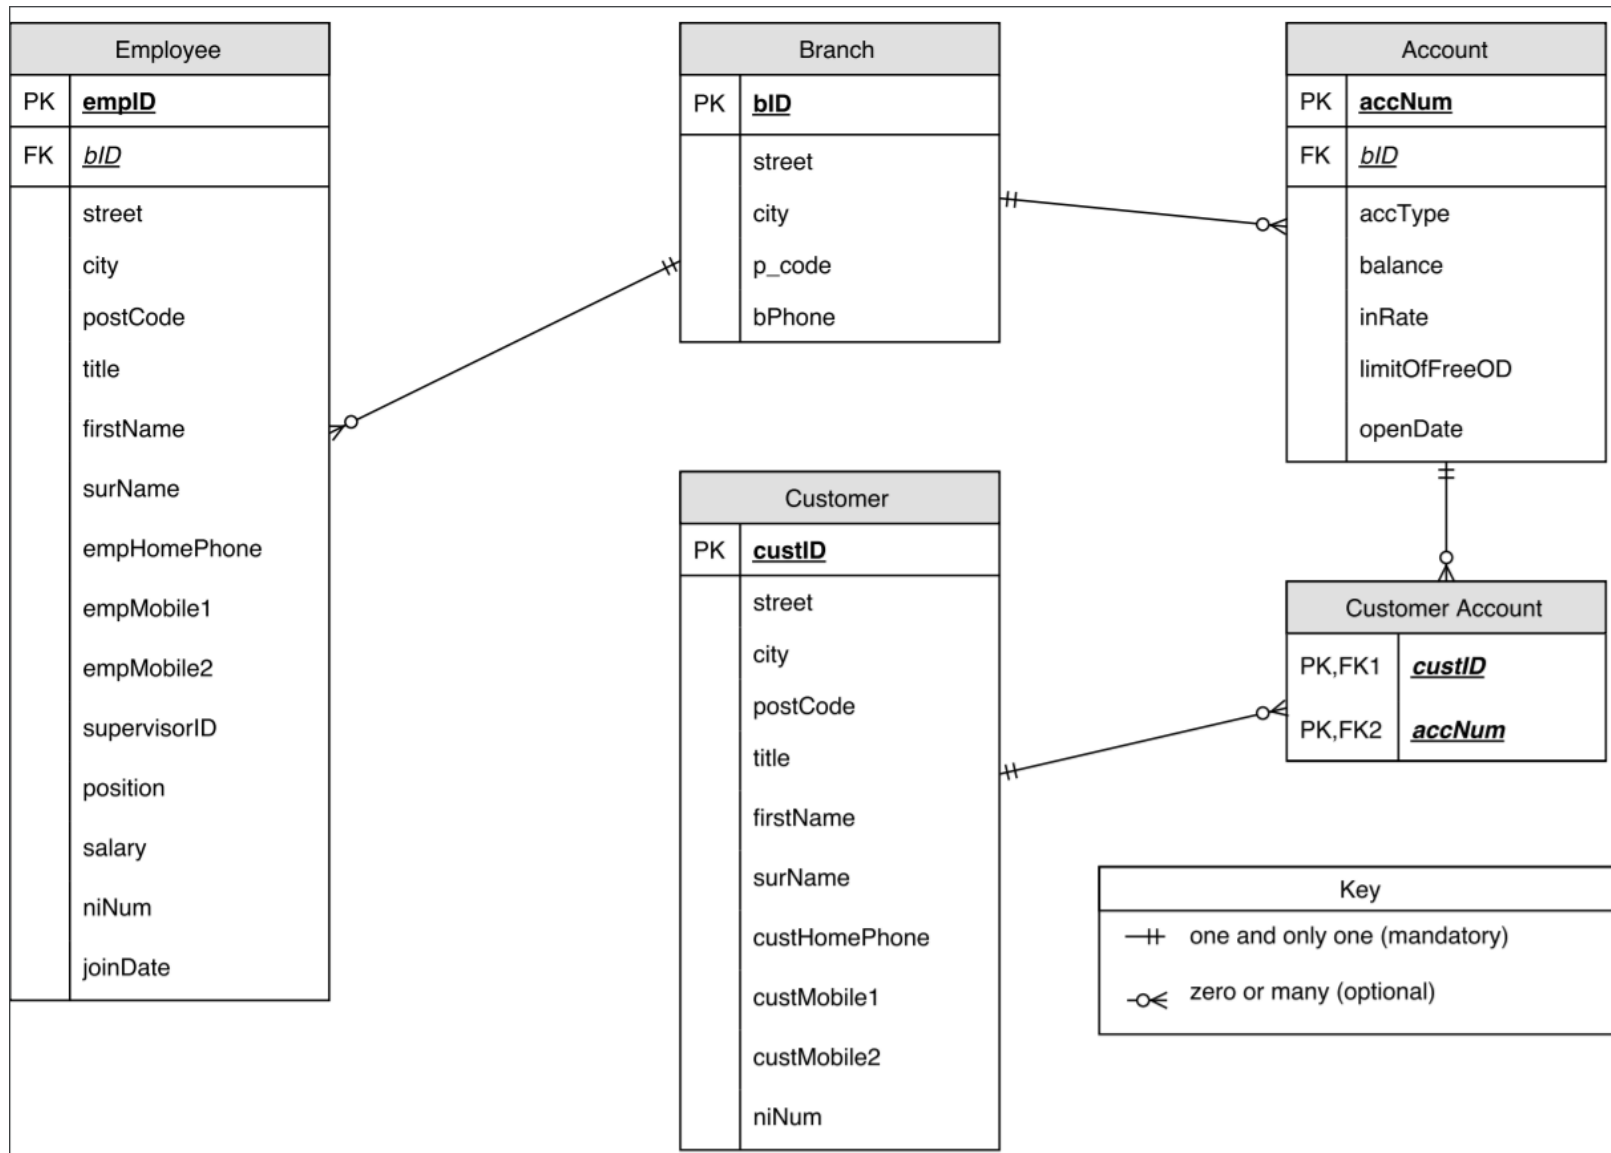 Employee
PK empID
FK bID
street
city
postCode
title
firstName
surName
empHomePhone
empMobile1
empMobile2
supervisorID
position
salary
niNum
joinDate
Branch
PK bID
street
city
p_code
bPhone
Account
PK accNum
FK bID
accType
balance
inRate
limitOfFreeOD
openDate
Customer
PK custID
street
city
postCode
title
firstName
surName
custHomePhone
custMobile1
custMobile2
niNum
Customer Account
PK,FK1 custID
PK,FK2 accNum
Key
one and only one (mandatory)
zero or many (optional)